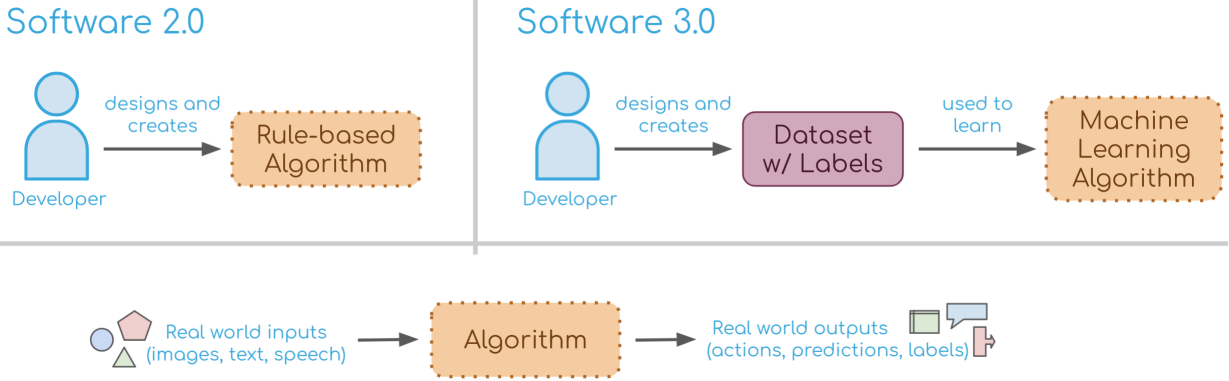 Software 2.0
designs and
creates
Rule-based
Algorithm
Developer
Software 3.0
designs and
creates
Dataset
w/ Labels
used to
learn
Machine
Learning
Algorithm
Developer
Real world inputs
(images, text, speech)
Algorithm
Real world outputs
(actions, predictions, labels)